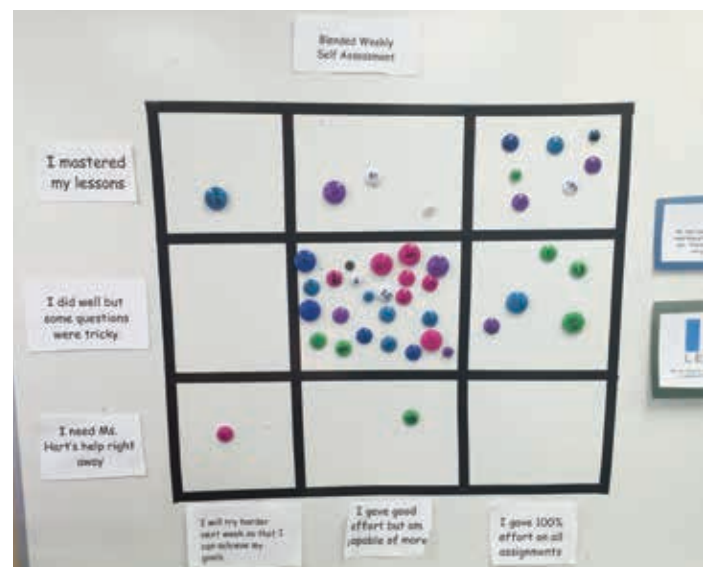 Blended Weekly
Self Assessment
I mastered
my lessons
I did well but
some questions
were tricky.
I need Ms.
Hart's help right
away
I will try harder
next week so that I
can achieve my
goals
I gave good
effort but am
capable of more
I gave 100%
effort on all
assignments
L E